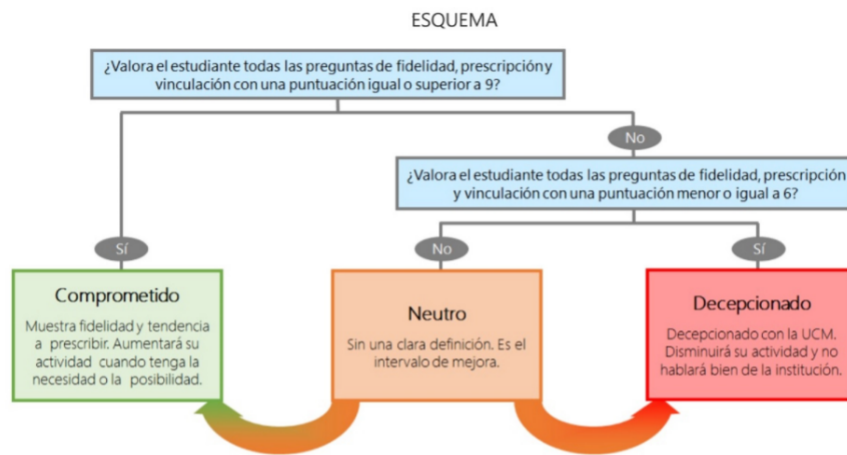 ESQUEMA
¿Valora el estudiante todas las preguntas de fidelidad, prescripción y
vinculación con una puntuación igual o superior a 9?
No
¿Valora el estudiante todas las preguntas de fidelidad, prescripción
y vinculación con una puntuación menor o igual a 6?
Sí
No
Sí
Comprometido
Muestra fidelidad y tendencia
a prescribir. Aumentará su
actividad cuando tenga la
necesidad o la posibilidad.
Neutro
Sin una clara definición. Es el
intervalo de mejora.
Decepcionado
Decepcionado con la UCM.
Disminuirá su actividad y no
hablará bien de la institución.